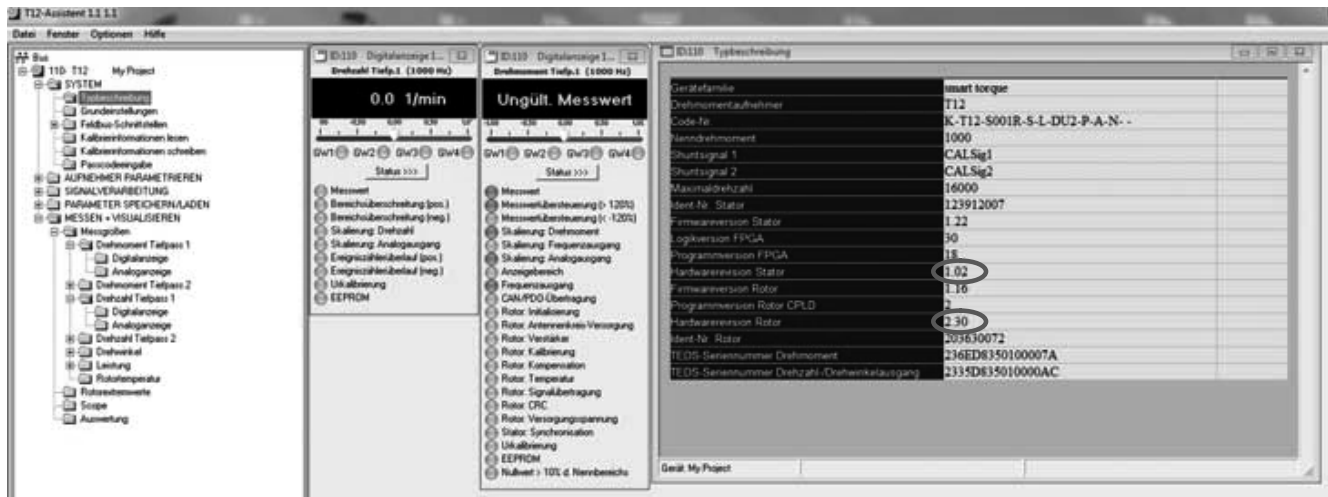 T12-Assistent 1.1 1.1
Datei Fenster Optionen Hilfe
Bus
110- T12 My Project
SYSTEM
Typbeschreibung
Grundeinstellungen
Feldbus-Schnittstellen
Kalibrierinformationen lesen
Kalibrierinformationen schreiben
Passcodeeingabe
AUFNEHMER PARAMETRIEREN
SIGNALVERARBEITUNG
PARAMETER SPEICHERN/LADEN
MESSEN + VISUALISIEREN
Messgrößen
Drehmoment Tiefpass 1
Digitalanzeige
Analoganzeige
Drehmoment Tiefpass 2
Drehzahl Tiefpass 1
Digitalanzeige
Analoganzeige
Drehzahl Tiefpass 2
Drehwinkel
Leistung
Rotortemperatur
Rotorextremwerte
Scope
Auswertung
ID:110 Digitalanzeige 1...
Drehzahl Tiefp.1 (1000 Hz)
0.0 1/min
GW1 GW2 GW3 GW4
Status >>>
Messwert
Bereichsüberschreitung (pos.)
Bereichsüberschreitung (neg.)
Skalierung: Drehzahl
Skalierung: Analogausgang
Ereigniszählerüberlauf (pos.)
Ereigniszählerüberlauf (neg.)
Urkalibrierung
EEPROM
ID:110 Digitalanzeige 1...
Drehmoment Tiefp.1 (1000 Hz)
Ungült. Messwert
GW1 GW2 GW3 GW4
Status >>>
Messwert
Messwertübersteuerung (> 120%)
Messwertübersteuerung (< -120%)
Skalierung: Drehmoment
Skalierung: Frequenzausgang
Skalierung: Analogausgang
Anzeigebereich
Frequenzausgang
CAN/PDO-Übertragung
Rotor: Initialisierung
Rotor: Antennenkreis-Versorgung
Rotor: Verstärker
Rotor: Kalibrierung
Rotor: Kompensation
Rotor: Temperatur
Rotor: Signalübertragung
Rotor: CRC
Rotor: Versorgungsspannung
Stator: Synchronisation
Urkalibrierung
EEPROM
Nullwert > 10% d. Nennbereichs
ID:110 Typbeschreibung
Gerätefamilie smart torque
Drehmomentaufnehmer T12
Code-Nr. K-T12-S001R-S-L-DU2-P-A-N- -
Nenndrehmoment 1000
Shuntsignal 1 CALSig1
Shuntsignal 2 CALSig2
Maximaldrehzahl 16000
Ident-Nr. Stator 123912007
Firmwareversion Stator 1.22
Logikversion FPGA 30
Programmversion FPGA 18
Hardwarerevision Stator 1.02
Firmwareversion Rotor 1.16
Programmversion Rotor CPLD 2
Hardwarerevision Rotor 2.30
Ident-Nr. Rotor 203630072
TEDS-Seriennummer Drehmoment 236ED8350100007A
TEDS-Seriennummer Drehzahl-/Drehwinkelausgang 2335D835010000AC
Gerät: My Project